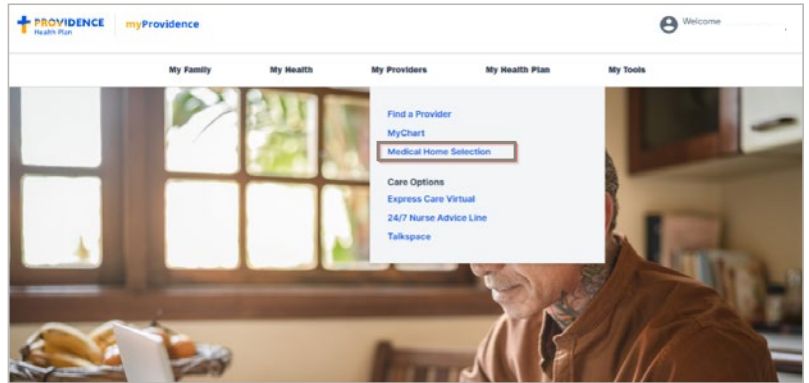 PROVIDENCE
Health Plan
myProvidence
Welcome
My Family
My Health
My Providers
My Health Plan
My Tools
Find a Provider
MyChart
Medical Home Selection
Care Options
Express Care Virtual
24/7 Nurse Advice Line
Talkspace